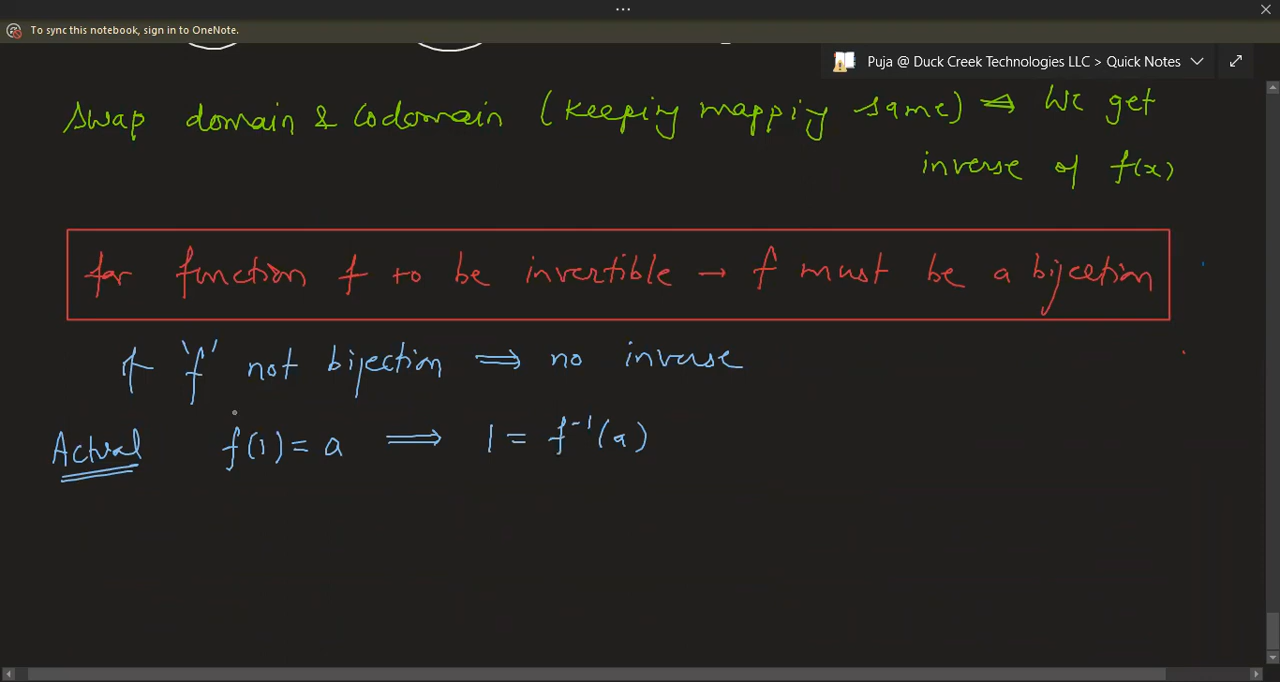 To sync this notebook, sign in to OneNote.
Puja @ Duck Creek Technologies LLC > Quick Notes
Swap domain & codomain (keeping mapping same) ⇒ We get
inverse of f(x)
for function f to be invertible → f must be a bijection
If 'f' not bijection ⇒ no inverse
Actual f(1) = a ⇒ 1 = f⁻¹(a)